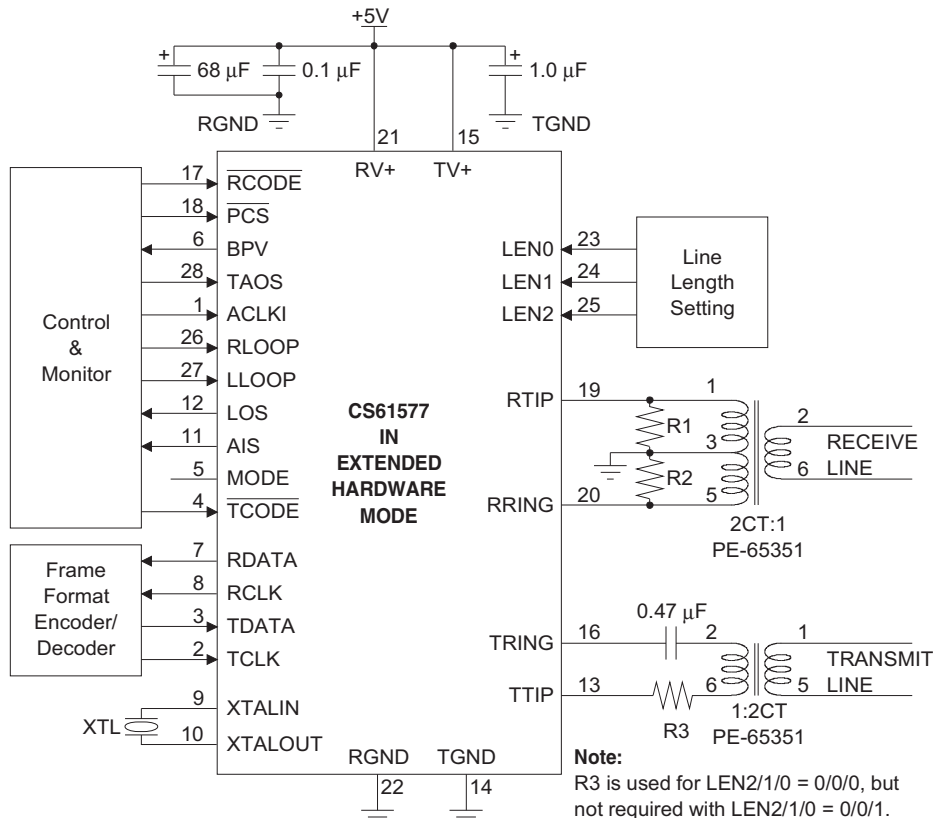 +5V
+
68 μF
0.1 μF
+
1.0 μF
RGND
TGND
21
15
RV+
TV+
Control
&
Monitor
17
RCODE
18
PCS
6
BPV
28
TAOS
1
ACLKI
26
RLOOP
27
LLOOP
12
LOS
11
AIS
5
MODE
4
TCODE
Frame
Format
Encoder/
Decoder
7
RDATA
8
RCLK
3
TDATA
2
TCLK
XTL
9
XTALIN
10
XTALOUT
CS61577
IN
EXTENDED
HARDWARE
MODE
LEN0
23
LEN1
24
LEN2
25
Line
Length
Setting
RTIP
19
R1
R2
1
3
5
2
RECEIVE
6
LINE
RRING
20
2CT:1
PE-65351
0.47 μF
TRING
16
2
1
TRANSMIT
TTIP
13
R3
6
5
LINE
1:2CT
PE-65351
RGND
TGND
22
14
Note:
R3 is used for LEN2/1/0 = 0/0/0, but
not required with LEN2/1/0 = 0/0/1.